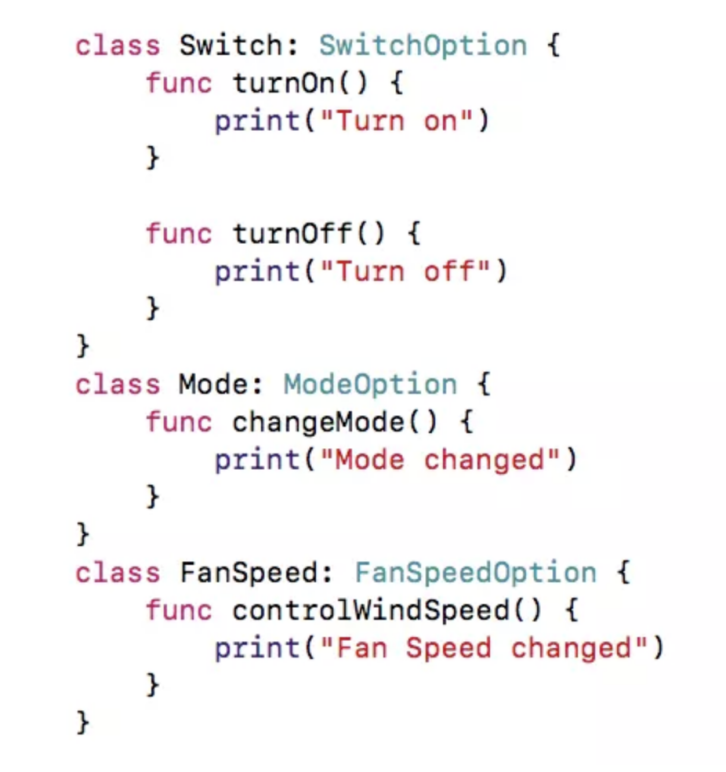 class Switch: SwitchOption {
    func turnOn() {
        print("Turn on")
    }

    func turnOff() {
        print("Turn off")
    }
}
class Mode: ModeOption {
    func changeMode() {
        print("Mode changed")
    }
}
class FanSpeed: FanSpeedOption {
    func controlWindSpeed() {
        print("Fan Speed changed")
    }
}